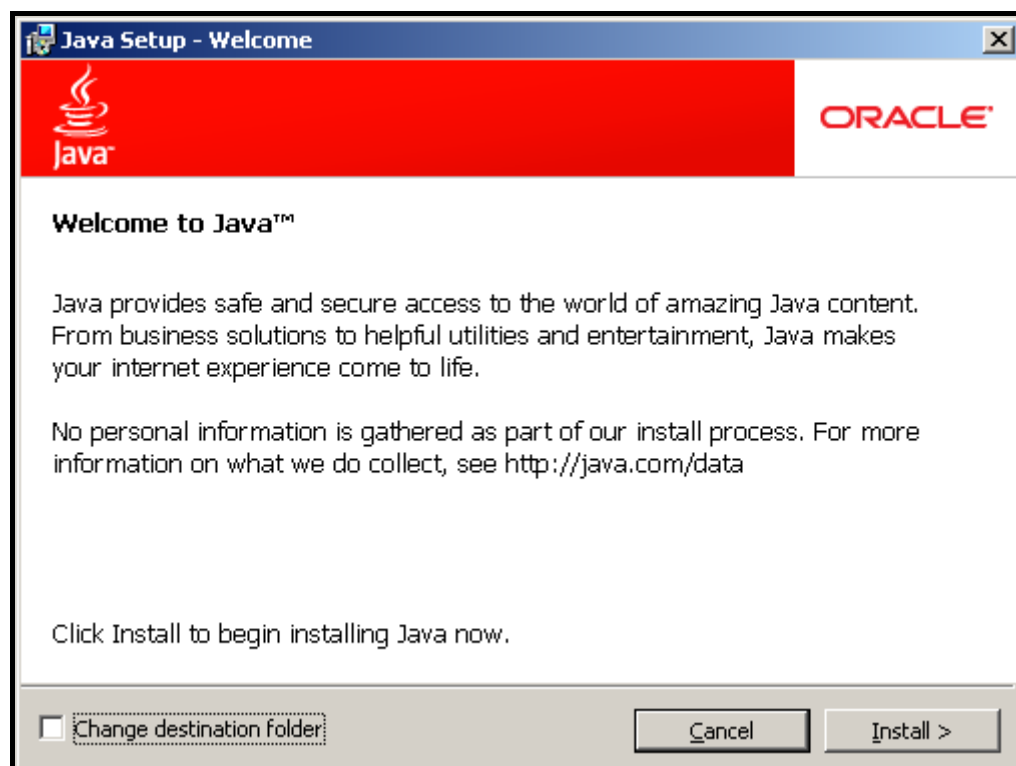 Java Setup - Welcome
Java™
ORACLE®
Welcome to Java™
Java provides safe and secure access to the world of amazing Java content.
From business solutions to helpful utilities and entertainment, Java makes
your internet experience come to life.
No personal information is gathered as part of our install process. For more
information on what we do collect, see http://java.com/data
Click Install to begin installing Java now.
Change destination folder
Cancel
Install >